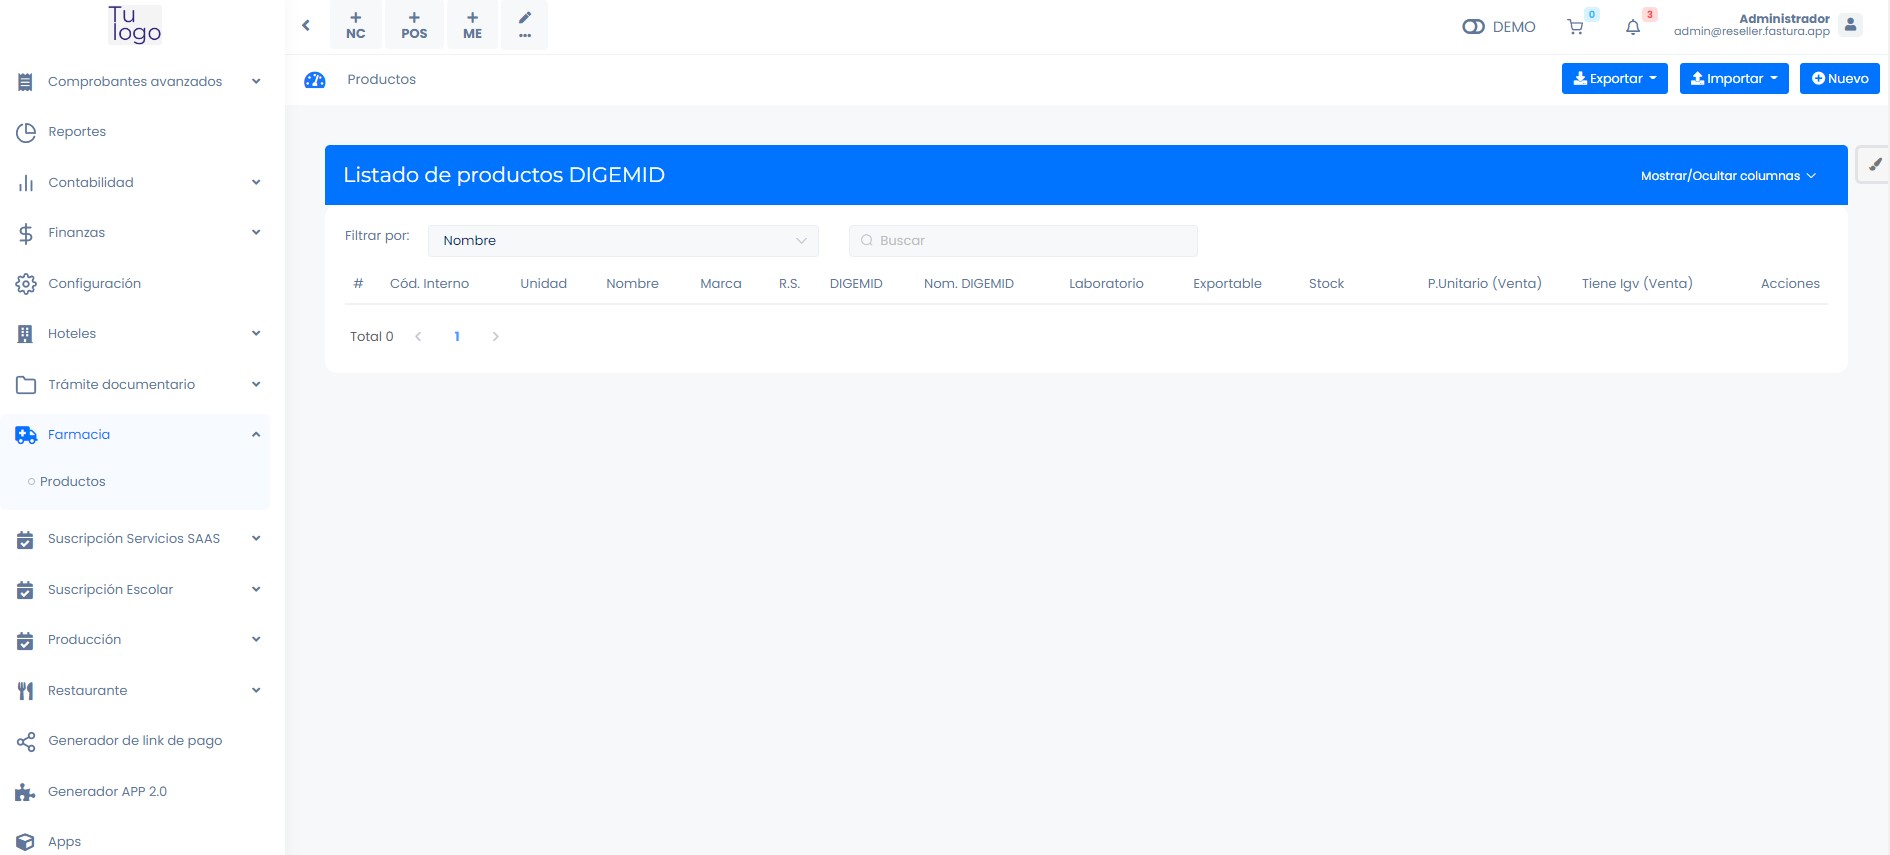 Tu
logo
Comprobantes avanzados
Reportes
Contabilidad
Finanzas
Configuración
Hoteles
Trámite documentario
Farmacia
Productos
Suscripción Servicios SAAS
Suscripción Escolar
Producción
Restaurante
Generador de link de pago
Generador APP 2.0
Apps
+ NC
+ POS
+ ME
...
DEMO
0
3
Administrador
admin@reseller.fastura.app
Productos
Exportar
Importar
Nuevo
Listado de productos DIGEMID
Mostrar/Ocultar columnas
Filtrar por:
Nombre
Buscar
# Cód. Interno Unidad Nombre Marca R.S. DIGEMID Nom. DIGEMID Laboratorio Exportable Stock P.Unitario (Venta) Tiene Igv (Venta) Acciones
Total 0 < 1 >